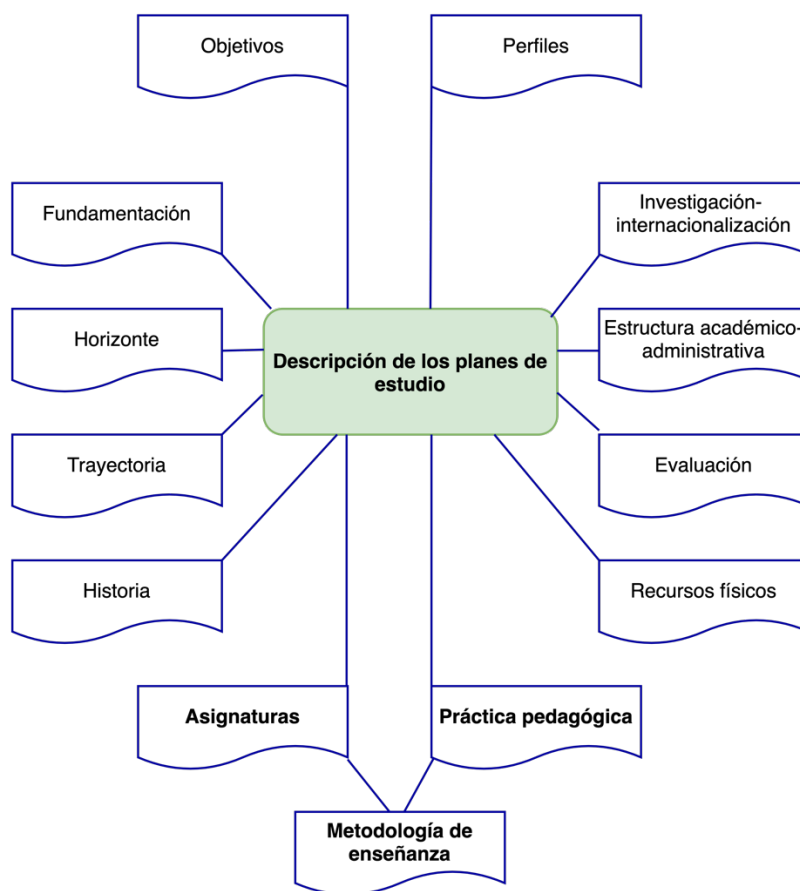 Objetivos
Perfiles
Fundamentación
Investigación-
internacionalización
Horizonte
Estructura académico-
administrativa
Descripción de los planes de
estudio
Trayectoria
Evaluación
Historia
Recursos físicos
Asignaturas
Práctica pedagógica
Metodología de
enseñanza